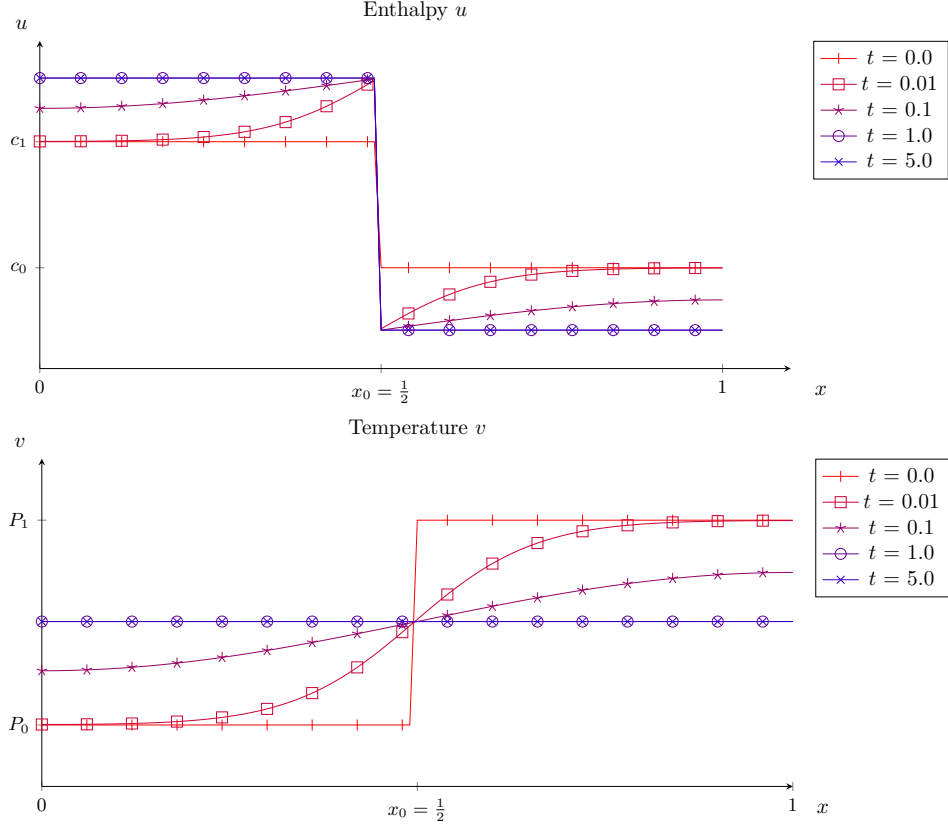 Enthalpy u
u
t = 0.0
t = 0.01
t = 0.1
t = 1.0
t = 5.0
c₁
c₀
0
x₀ = ½
1
x
Temperature v
v
t = 0.0
t = 0.01
t = 0.1
t = 1.0
t = 5.0
P₁
P₀
0
x₀ = ½
1
x